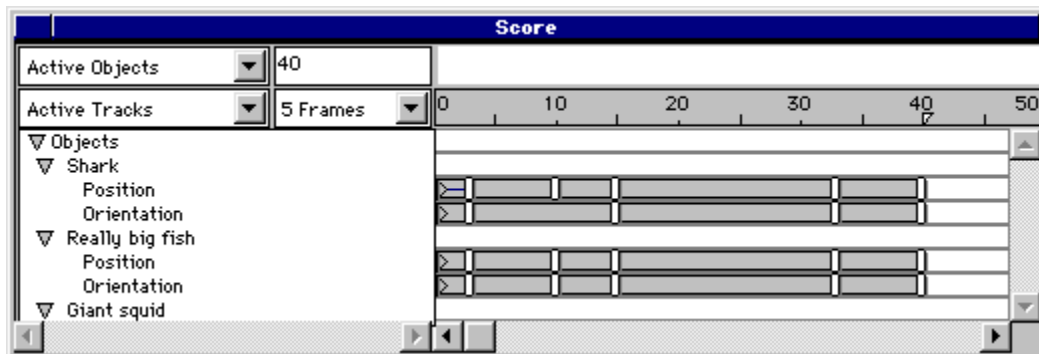 Score
Active Objects 40
Active Tracks 5 Frames 0 10 20 30 40 50
Objects
Shark
Position
Orientation
Really big fish
Position
Orientation
Giant squid